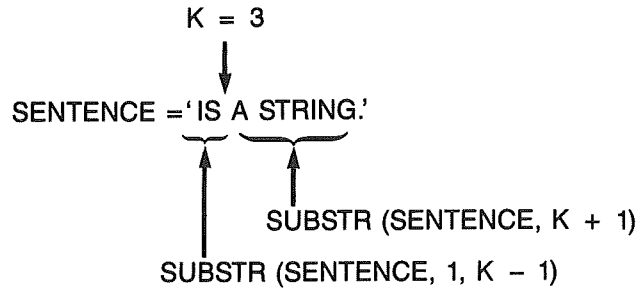 K = 3
SENTENCE = 'IS A STRING.'
SUBSTR (SENTENCE, K + 1)
SUBSTR (SENTENCE, 1, K − 1)